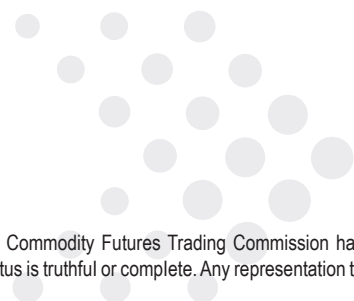 Commodity Futures Trading Commission ha
tus is truthful or complete. Any representation t